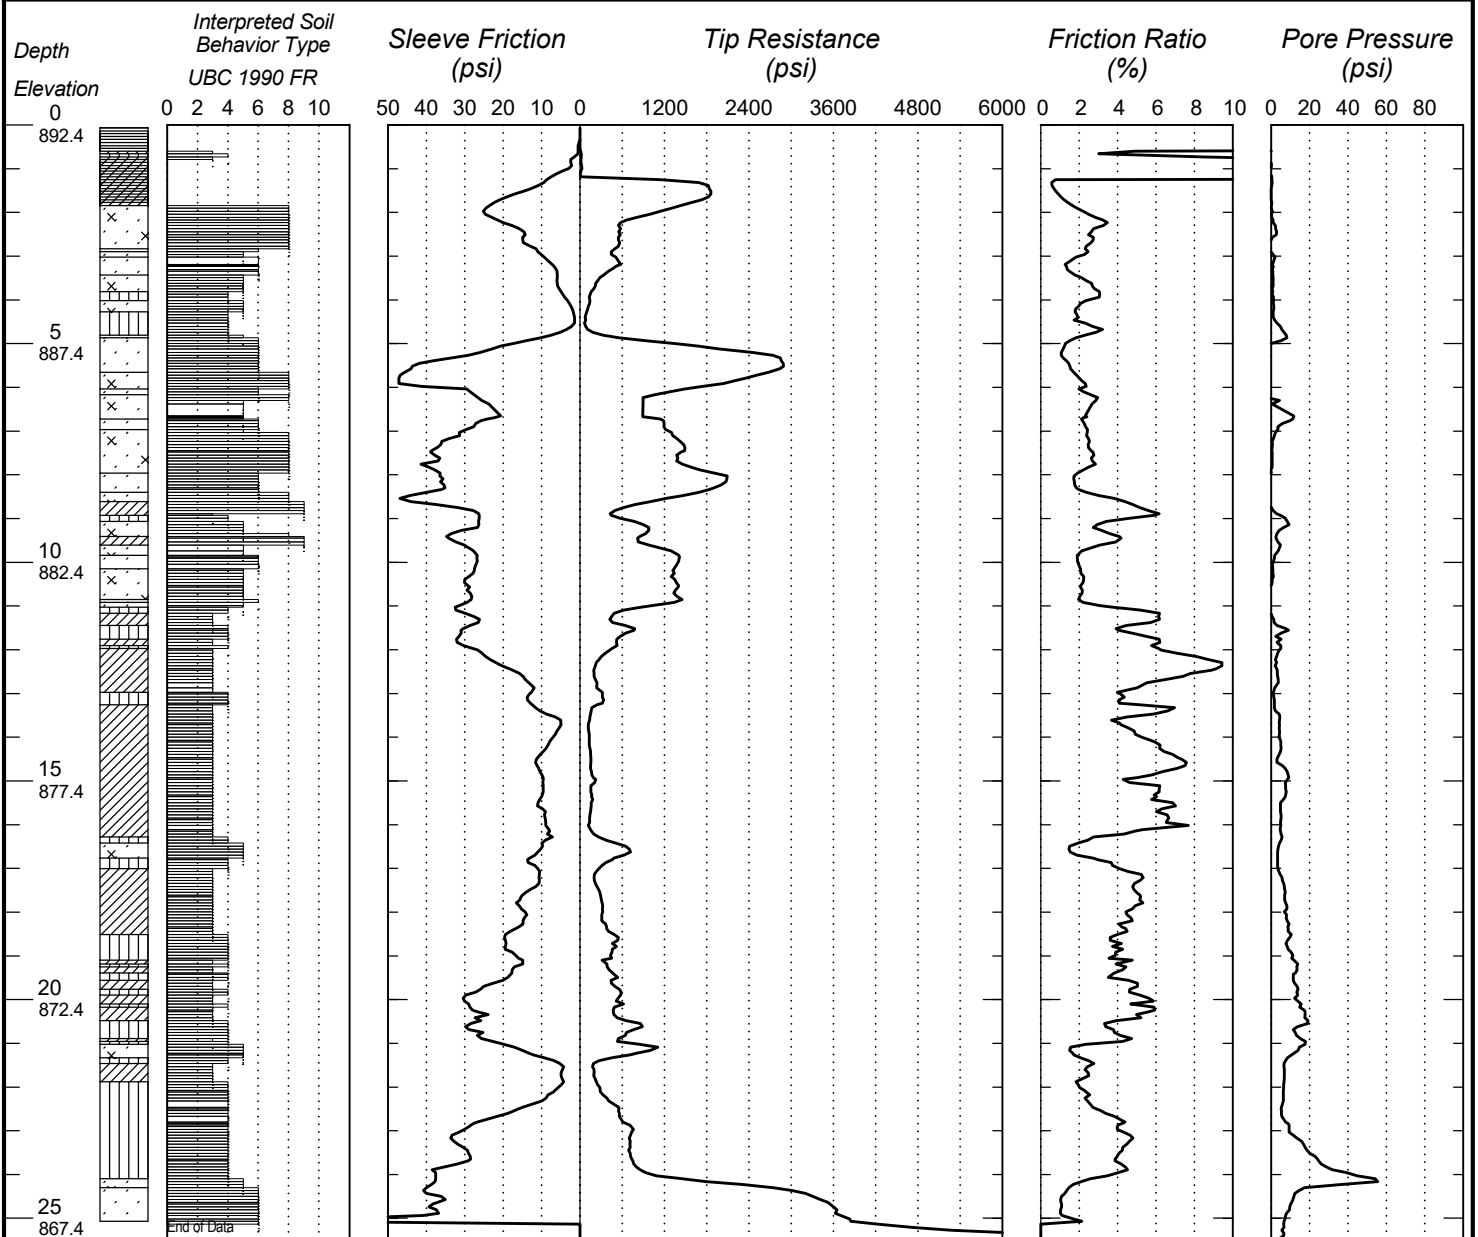 Depth
Elevation
Interpreted Soil
Behavior Type
UBC 1990 FR
Sleeve Friction
(psi)
Tip Resistance
(psi)
Friction Ratio
(%)
Pore Pressure
(psi)
0 2 4 6 8 10
50 40 30 20 10 0
1200 2400 3600 4800 6000
0 2 4 6 8 10
0 20 40 60 80
0
892.4
5
887.4
10
882.4
15
877.4
20
872.4
25
867.4
End of Data